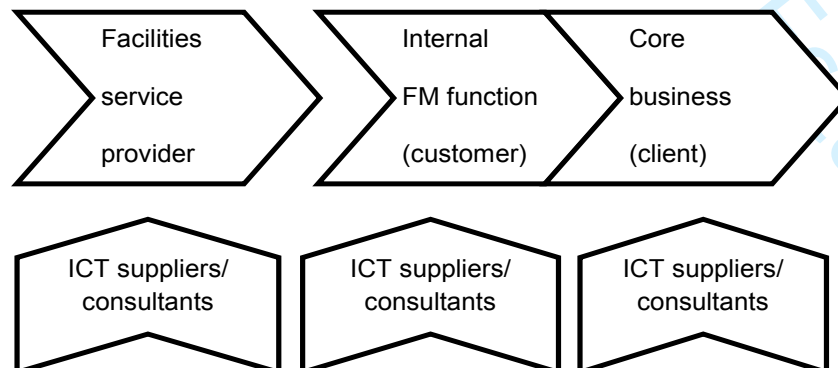 Facilities
service
provider
Internal
FM function
(customer)
Core
business
(client)
ICT suppliers/
consultants
ICT suppliers/
consultants
ICT suppliers/
consultants